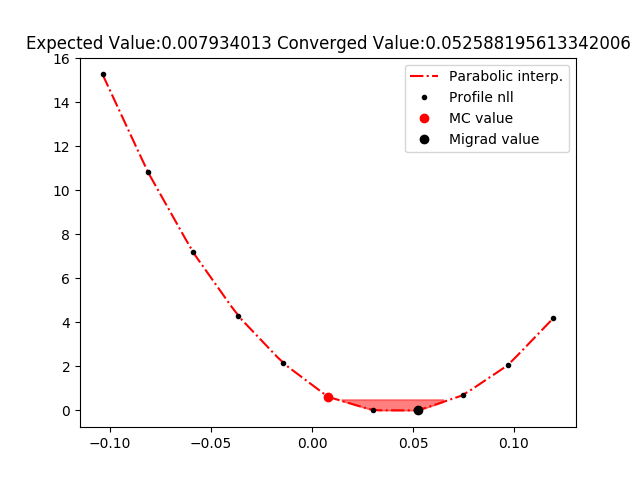 Expected Value:0.007934013 Converged Value:0.052588195613342006
16
14
12
10
8
6
4
2
0
Parabolic interp.
Profile nll
MC value
Migrad value
−0.10 −0.05 0.00 0.05 0.10